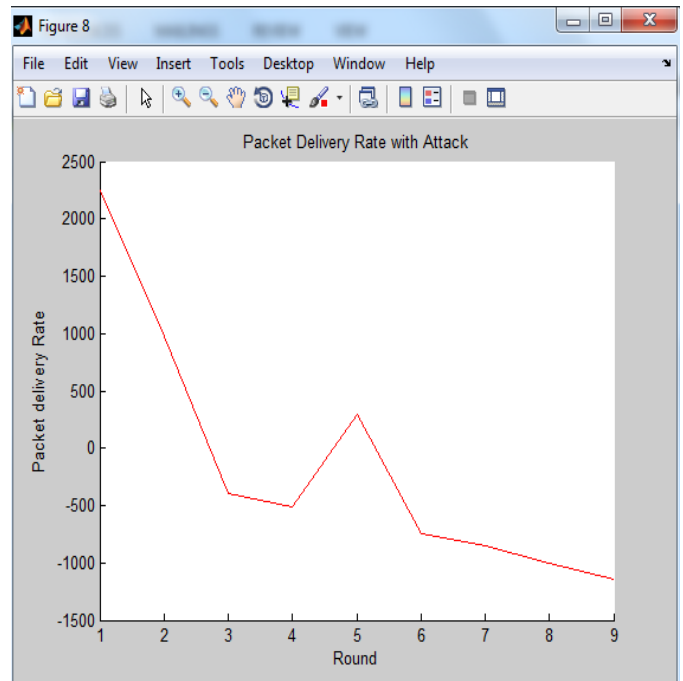 Figure 8
File Edit View Insert Tools Desktop Window Help
Packet Delivery Rate with Attack
2500
2000
1500
1000
500
0
-500
-1000
-1500
Packet delivery Rate
1 2 3 4 5 6 7 8 9
Round